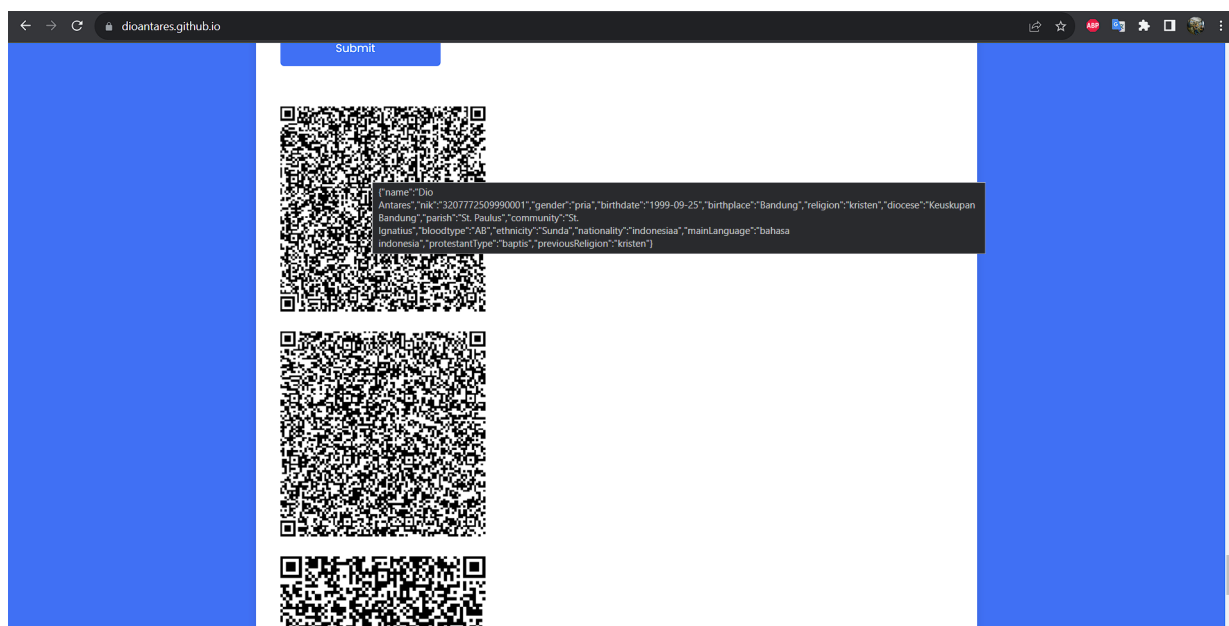 dioantares.github.io
ABP
Submit
{"name":"Dio
Antares","nik":"3207772509990001","gender":"pria","birthdate":"1999-09-25","birthplace":"Bandung","religion":"kristen","diocese":"Keuskupan
Bandung","parish":"St. Paulus","community":"St.
Ignatius","bloodtype":"AB","ethnicity":"Sunda","nationality":"indonesiaa","mainLanguage":"bahasa
indonesia","protestantType":"baptis","previousReligion":"kristen"}